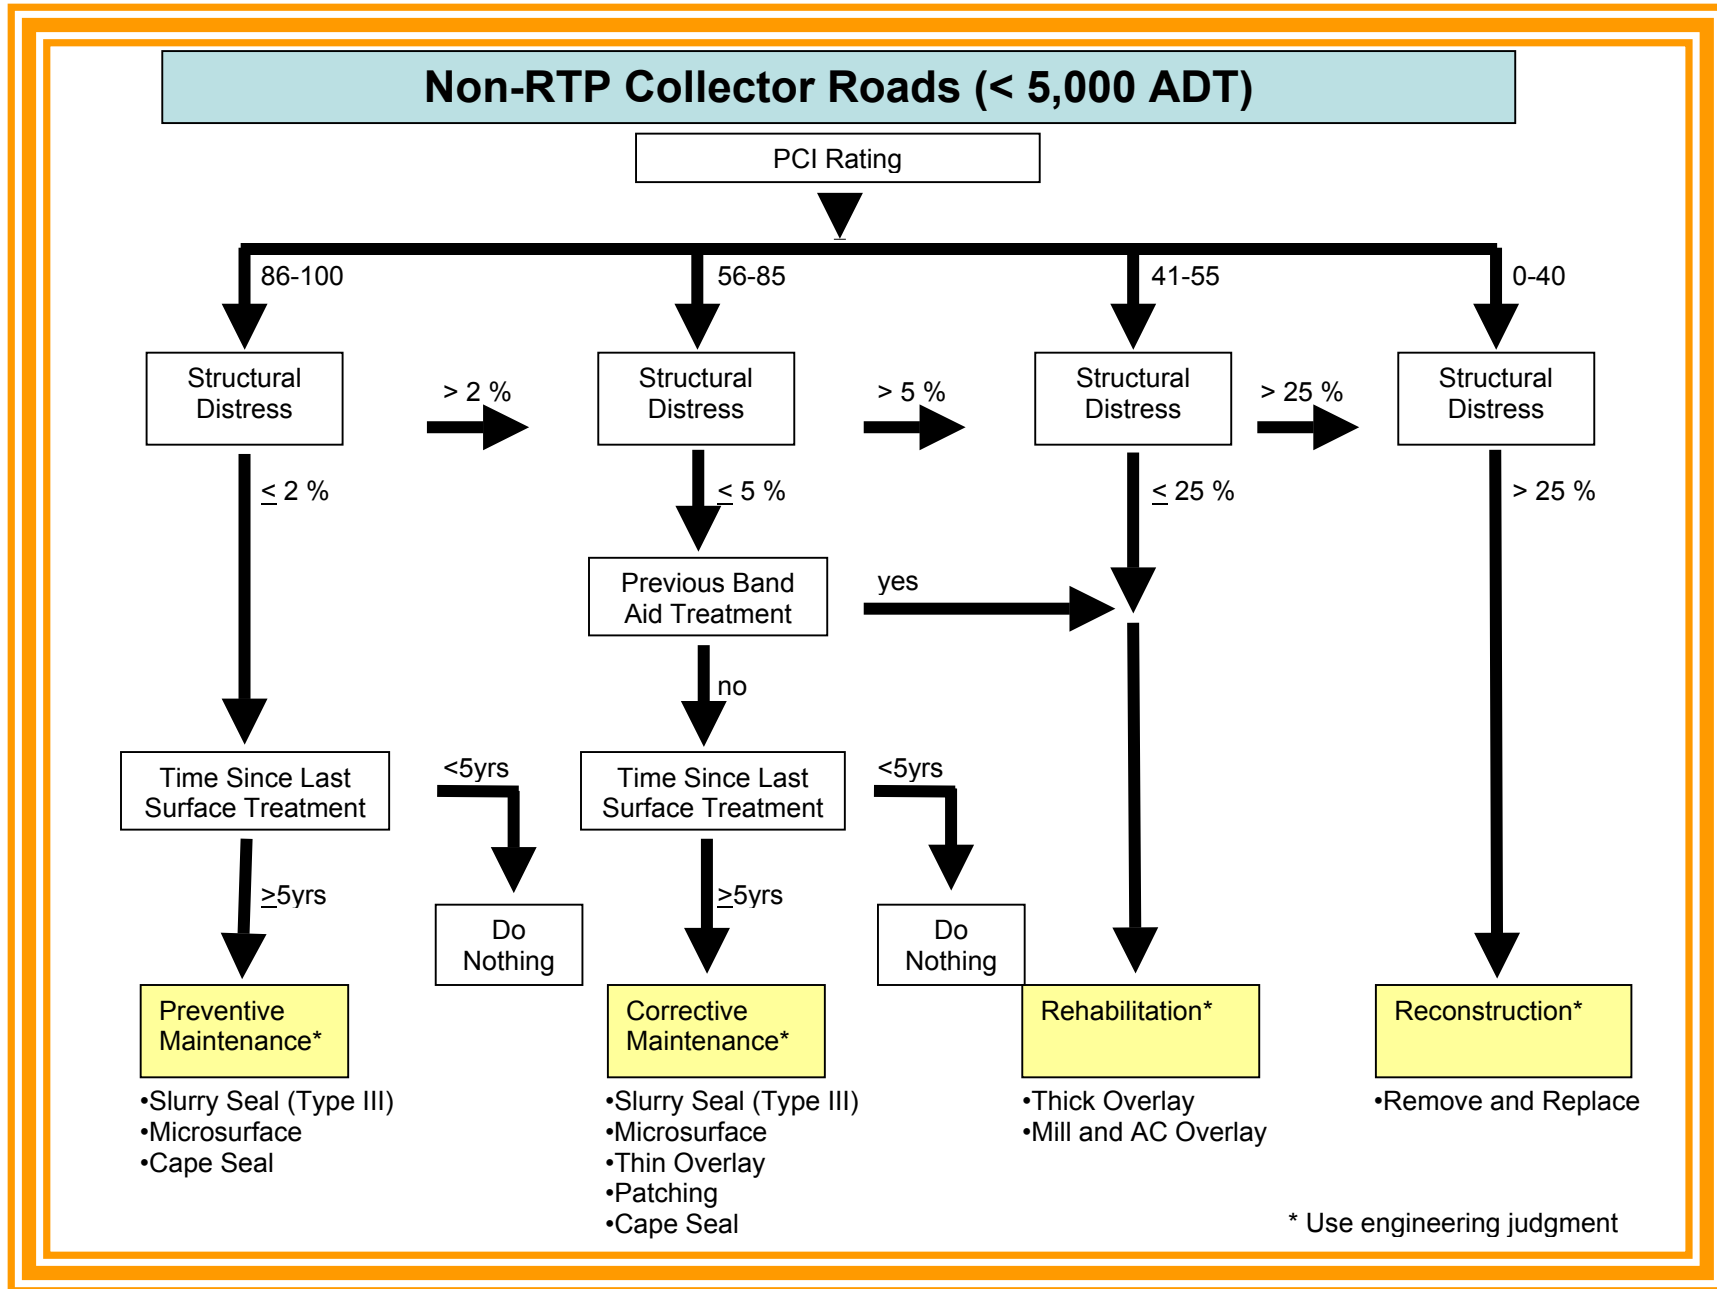 Non-RTP Collector Roads (< 5,000 ADT)
PCI Rating
86-100
56-85
41-55
0-40
Structural
Distress
> 2 %
Structural
Distress
> 5 %
Structural
Distress
> 25 %
Structural
Distress
≤ 2 %
≤ 5 %
≤ 25 %
> 25 %
Previous Band
Aid Treatment
yes
no
Time Since Last
Surface Treatment
<5yrs
Time Since Last
Surface Treatment
<5yrs
≥5yrs
Do
Nothing
≥5yrs
Do
Nothing
Preventive
Maintenance*
•Slurry Seal (Type III)
•Microsurface
•Cape Seal
Corrective
Maintenance*
•Slurry Seal (Type III)
•Microsurface
•Thin Overlay
•Patching
•Cape Seal
Rehabilitation*
•Thick Overlay
•Mill and AC Overlay
Reconstruction*
•Remove and Replace
* Use engineering judgment